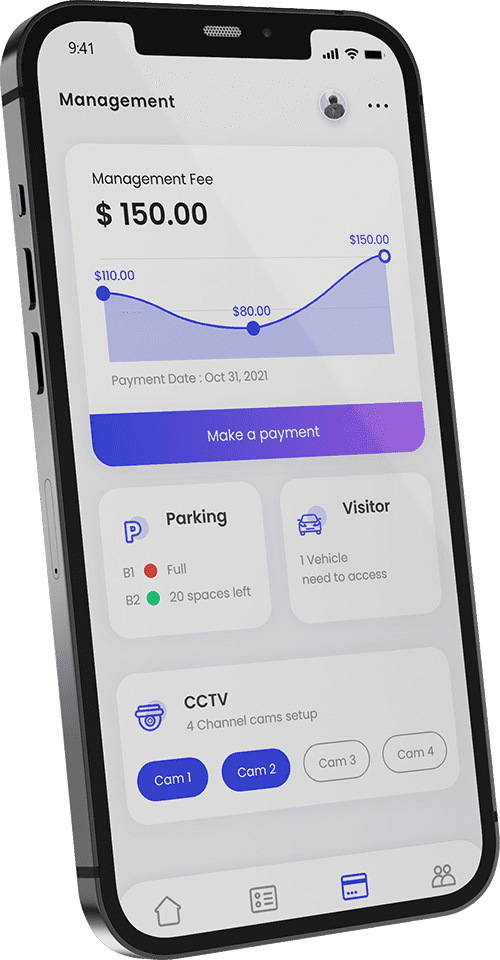 9:41
Management
Management Fee
$ 150.00
$150.00
$110.00
$80.00
Payment Date : Oct 31, 2021
Make a payment
Parking
B1 Full
B2 20 spaces left
Visitor
1 Vehicle
need to access
CCTV
4 Channel cams setup
Cam 1 Cam 2 Cam 3 Cam 4